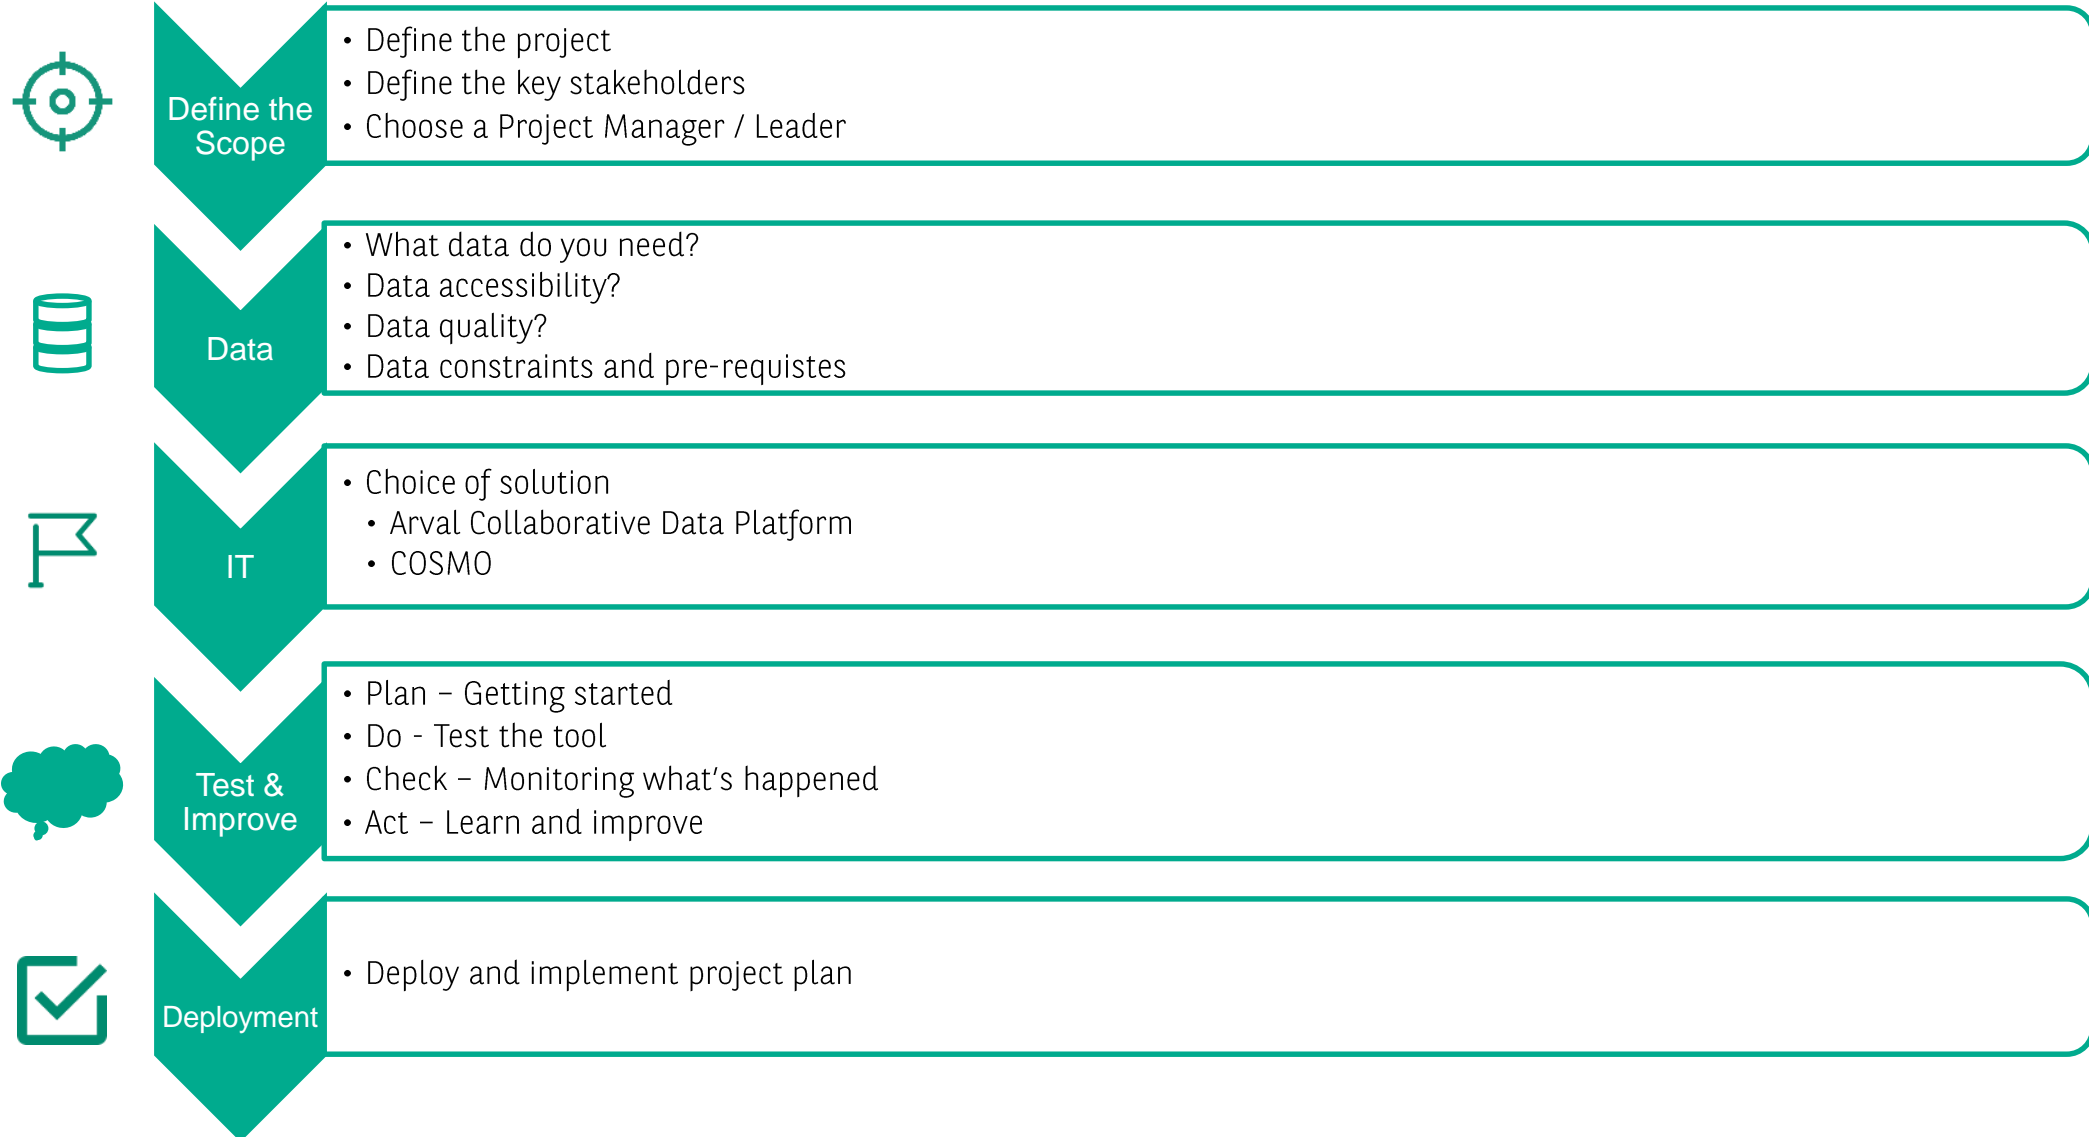 Define the
Scope
• Define the project
• Define the key stakeholders
• Choose a Project Manager / Leader
Data
• What data do you need?
• Data accessibility?
• Data quality?
• Data constraints and pre-requistes
IT
• Choice of solution
• Arval Collaborative Data Platform
• COSMO
Test &
Improve
• Plan – Getting started
• Do - Test the tool
• Check – Monitoring what's happened
• Act – Learn and improve
Deployment
• Deploy and implement project plan